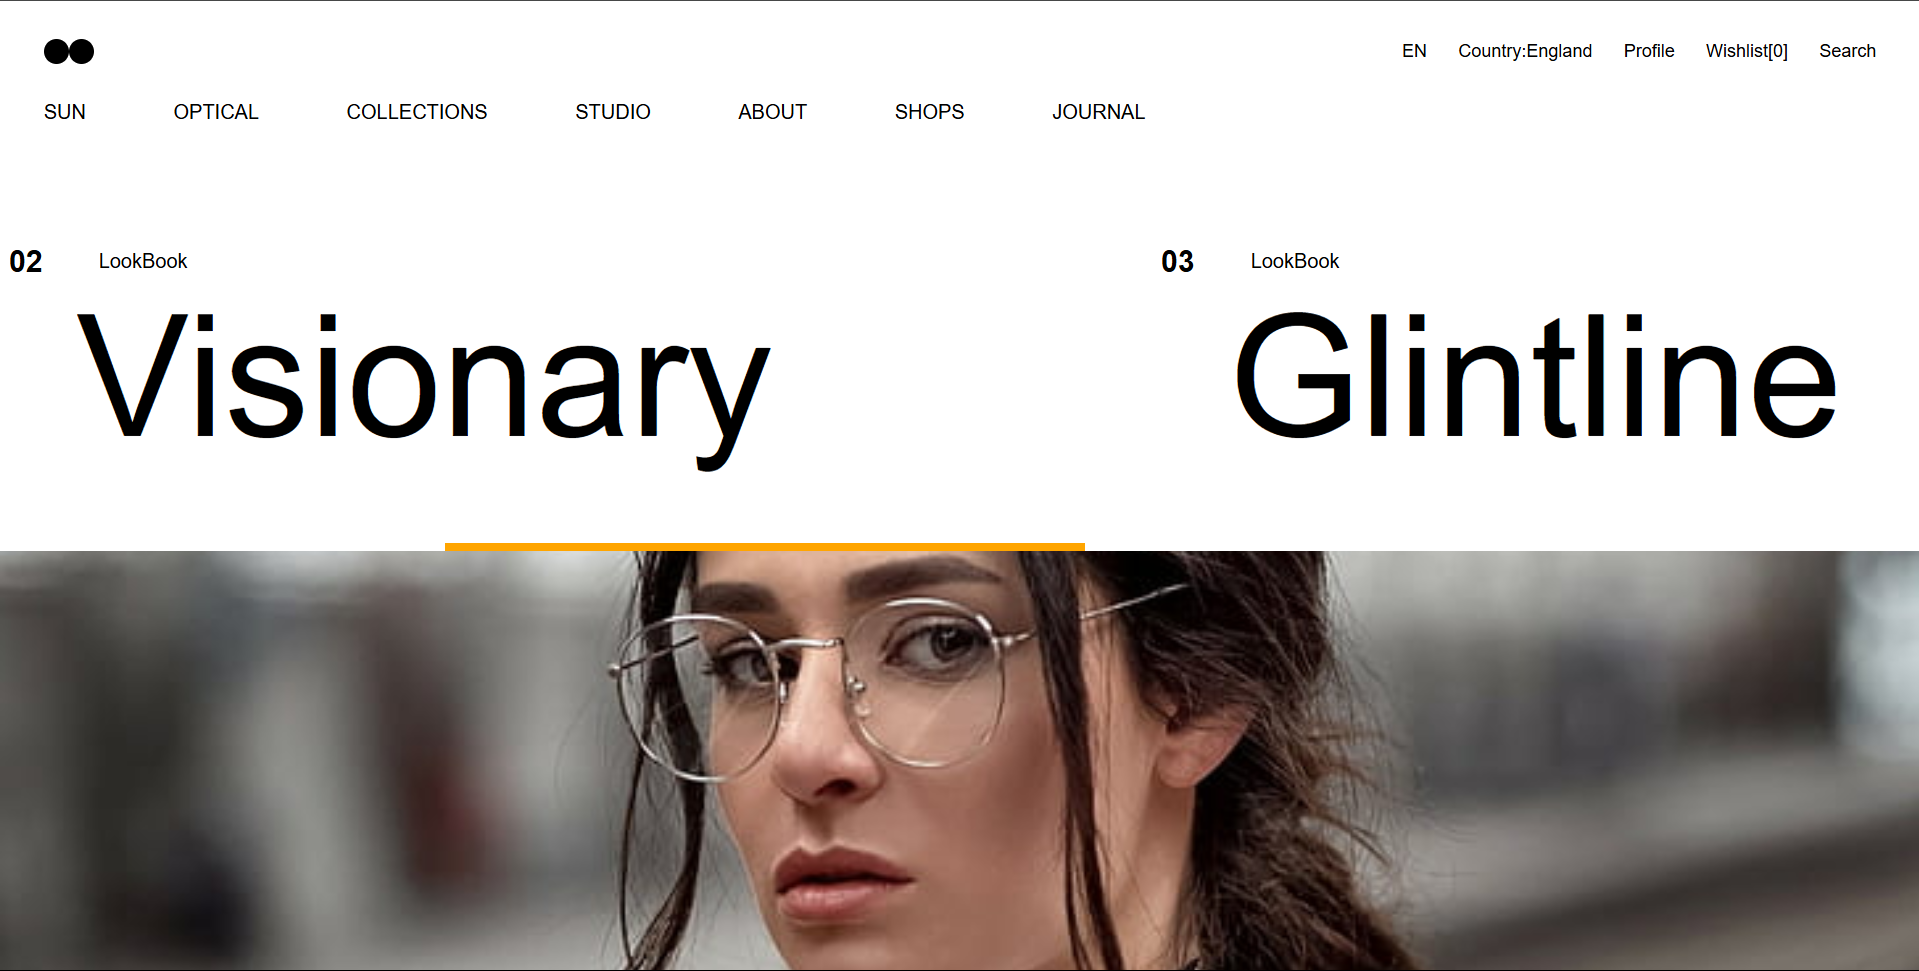 EN Country:England Profile Wishlist[0] Search
SUN OPTICAL COLLECTIONS STUDIO ABOUT SHOPS JOURNAL
02 LookBook
Visionary
03 LookBook
Glintline